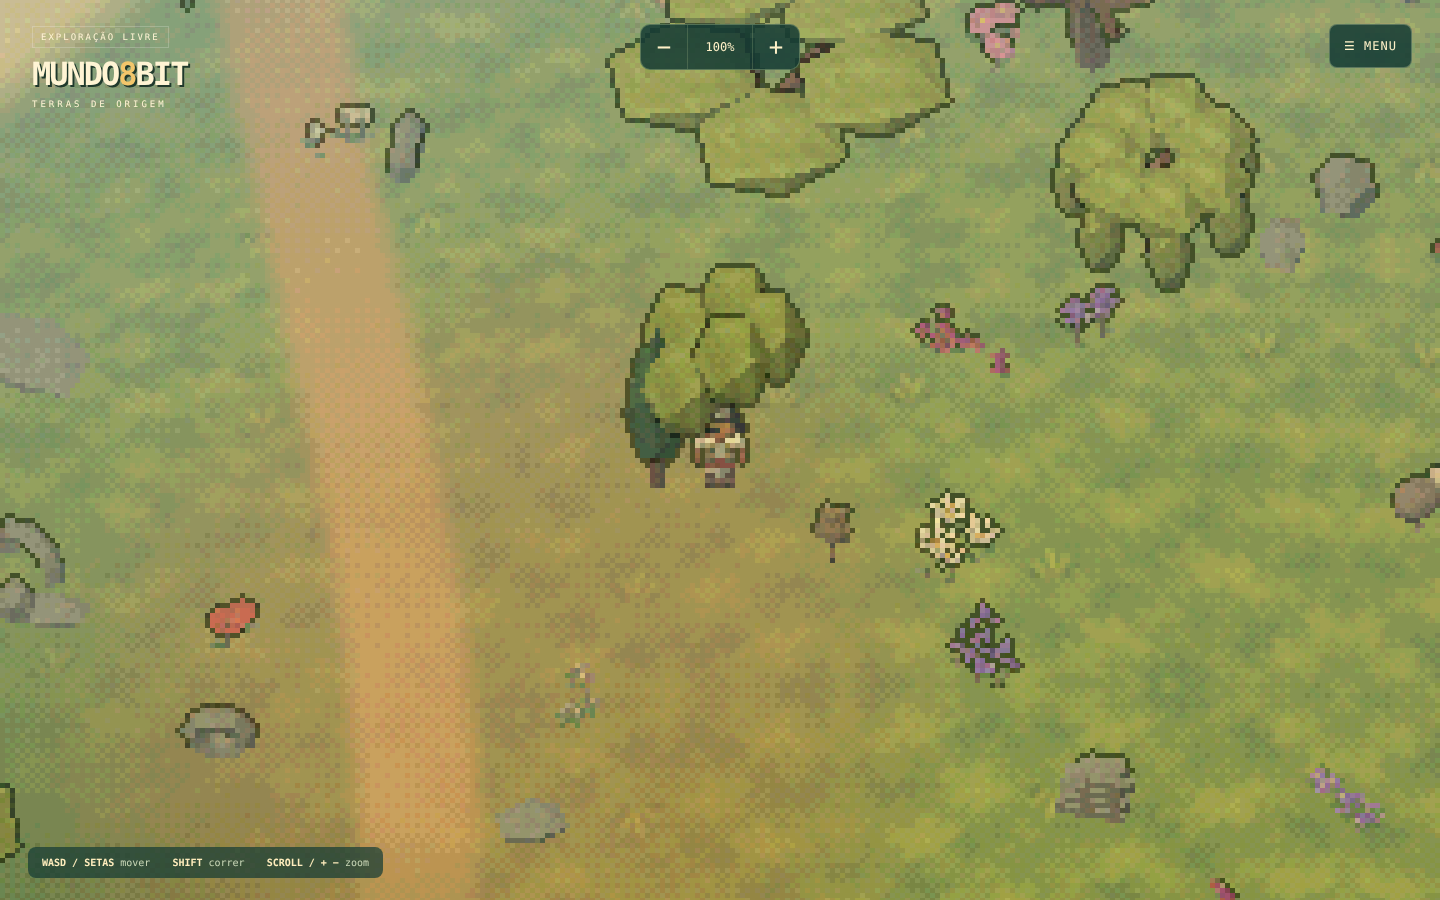 EXPLORAÇÃO LIVRE
MUNDO8BIT
TERRAS DE ORIGEM
− 100% +
☰ MENU
WASD / SETAS mover SHIFT correr SCROLL / + − zoom